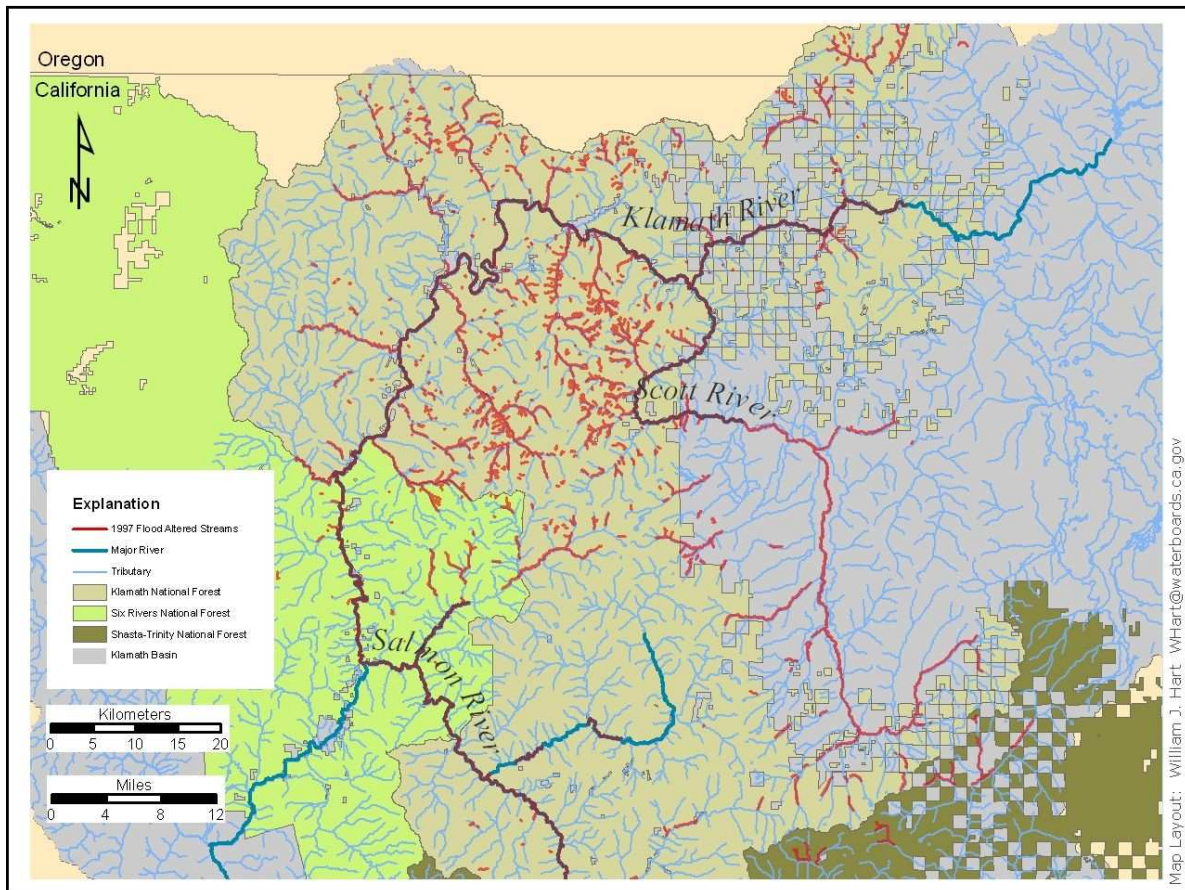 Oregon
California
N
Klamath River
Scott River
Salmon River
Explanation
1997 Flood Altered Streams
Major River
Tributary
Klamath National Forest
Six Rivers National Forest
Shasta-Trinity National Forest
Klamath Basin
Kilometers
0 5 10 15 20
Miles
0 4 8 12
Map Layout: William J. Hart WHart@waterboards.ca.gov